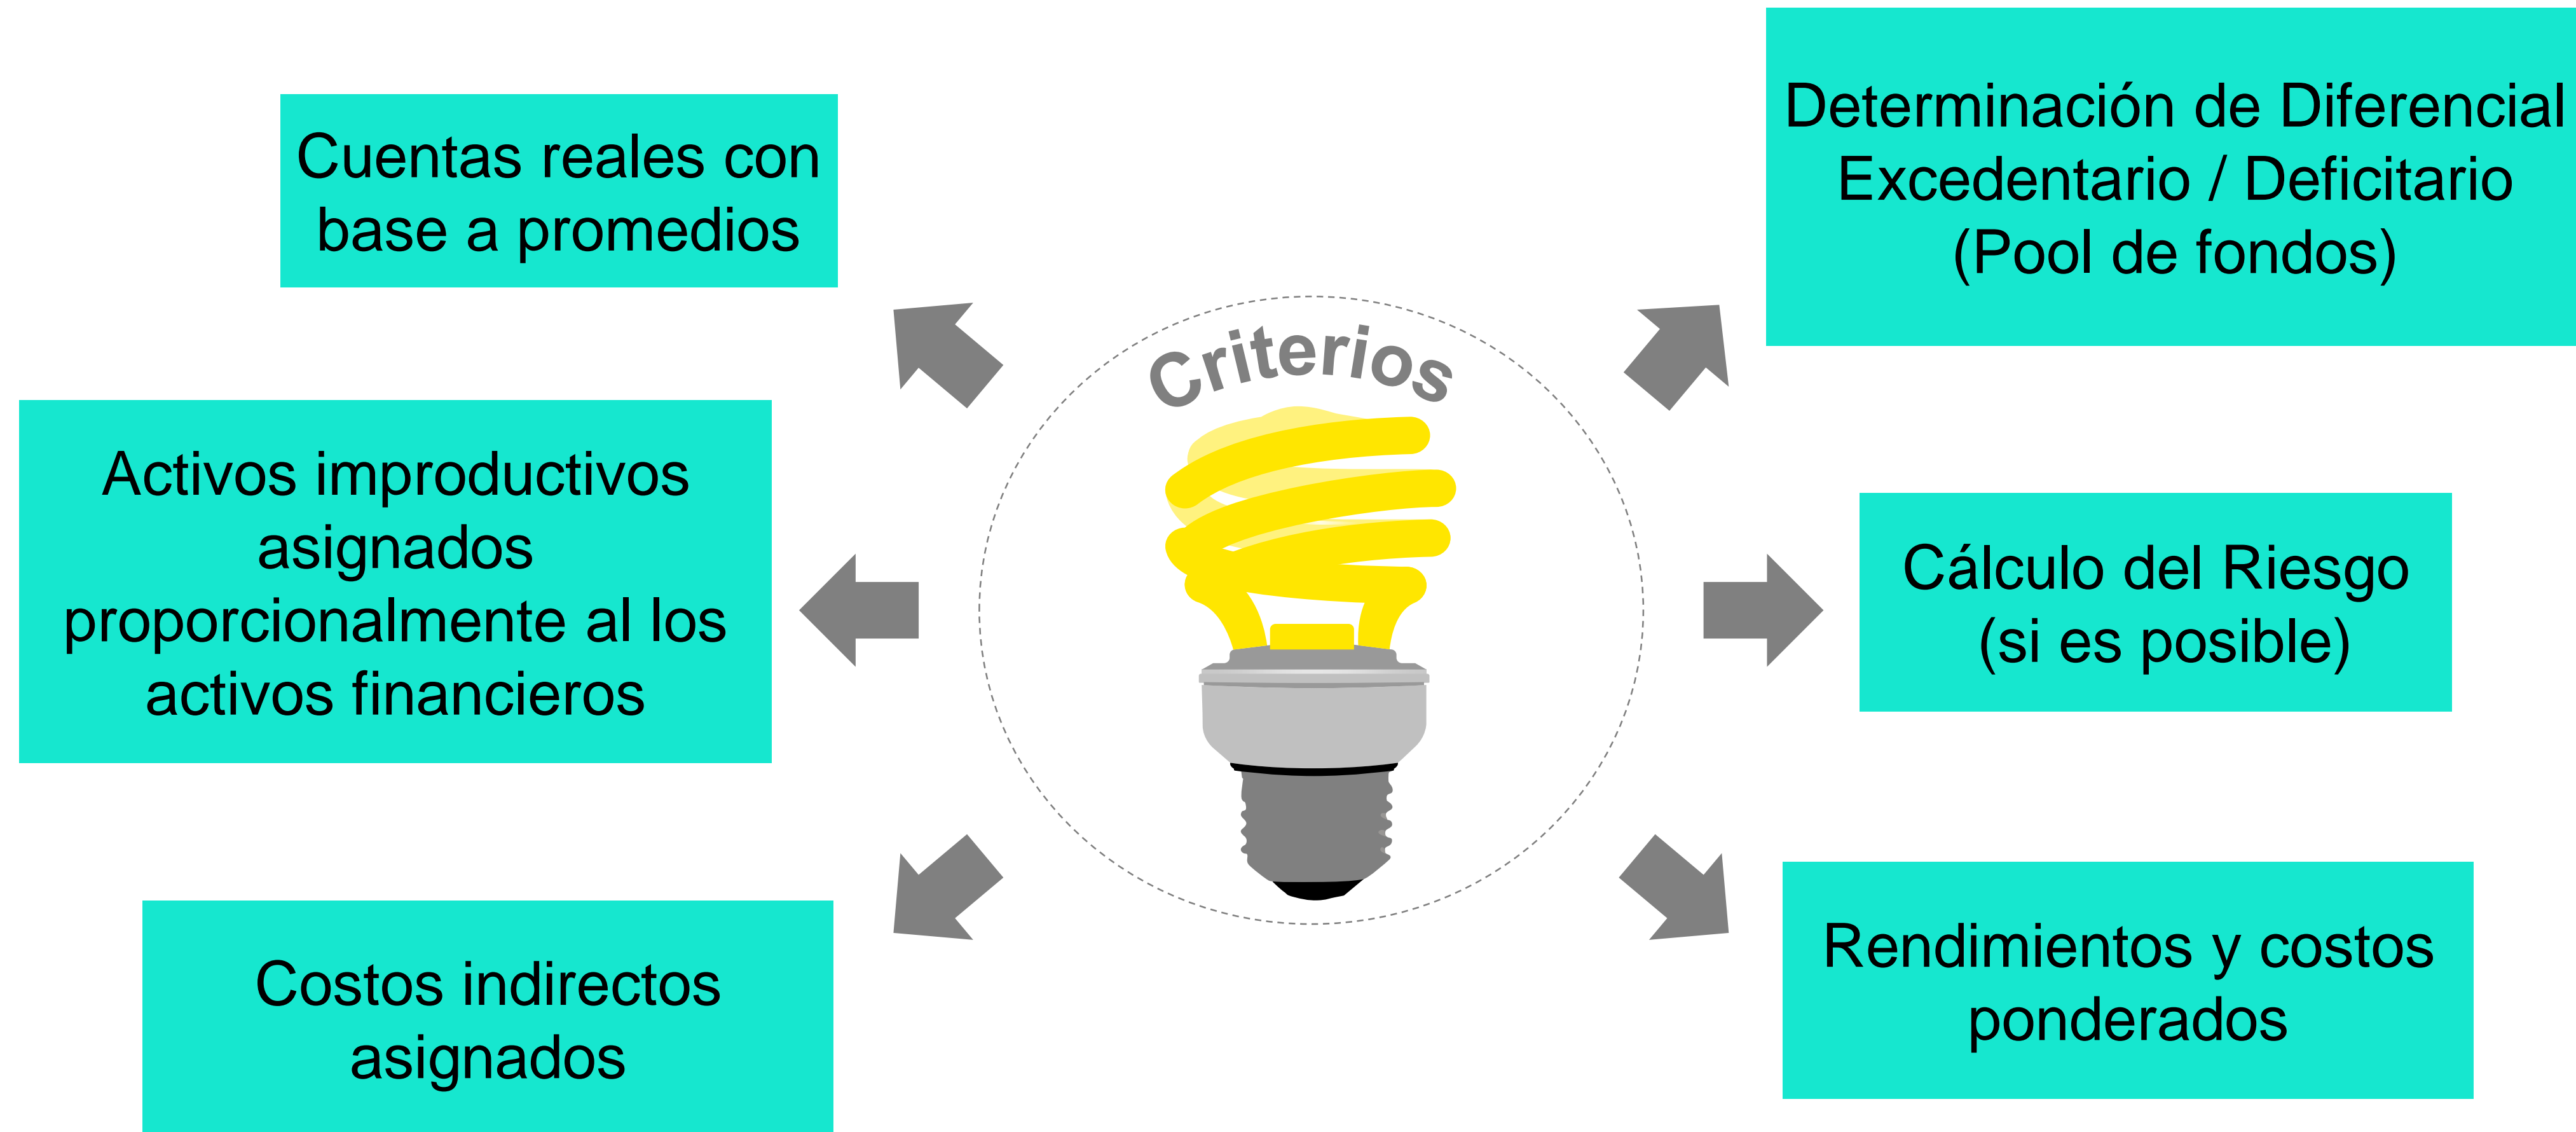 Cuentas reales con
base a promedios
Activos improductivos
asignados
proporcionalmente al los
activos financieros
Costos indirectos
asignados
Criterios
Determinación de Diferencial
Excedentario / Deficitario
(Pool de fondos)
Cálculo del Riesgo
(si es posible)
Rendimientos y costos
ponderados